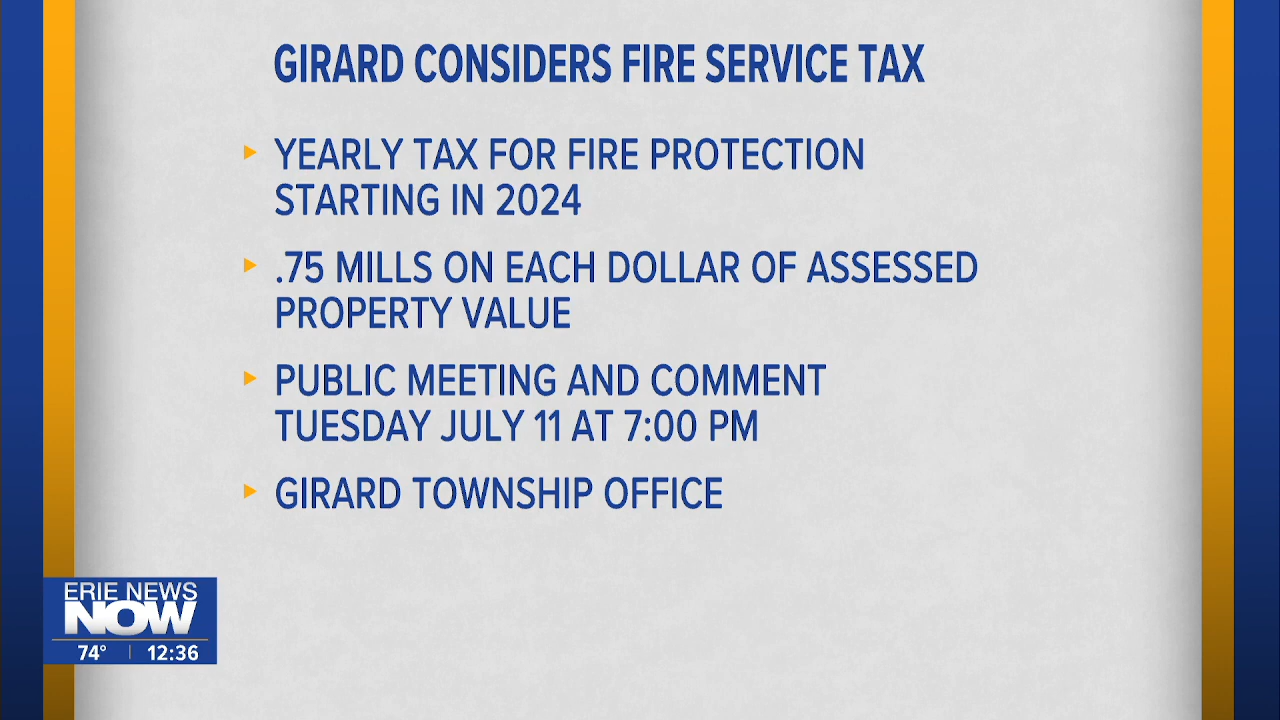 GIRARD CONSIDERS FIRE SERVICE TAX
YEARLY TAX FOR FIRE PROTECTION
STARTING IN 2024
.75 MILLS ON EACH DOLLAR OF ASSESSED
PROPERTY VALUE
PUBLIC MEETING AND COMMENT
TUESDAY JULY 11 AT 7:00 PM
GIRARD TOWNSHIP OFFICE
ERIE NEWS
NOW
74° 12:36